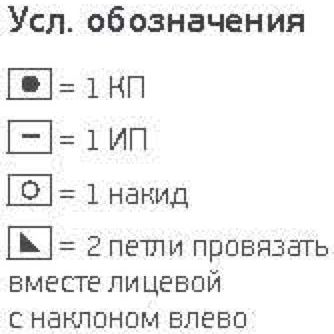 Усл. обозначения
= 1 КП
= 1 ИП
= 1 накид
= 2 петли провязать
вместе лицевой
с наклоном влево